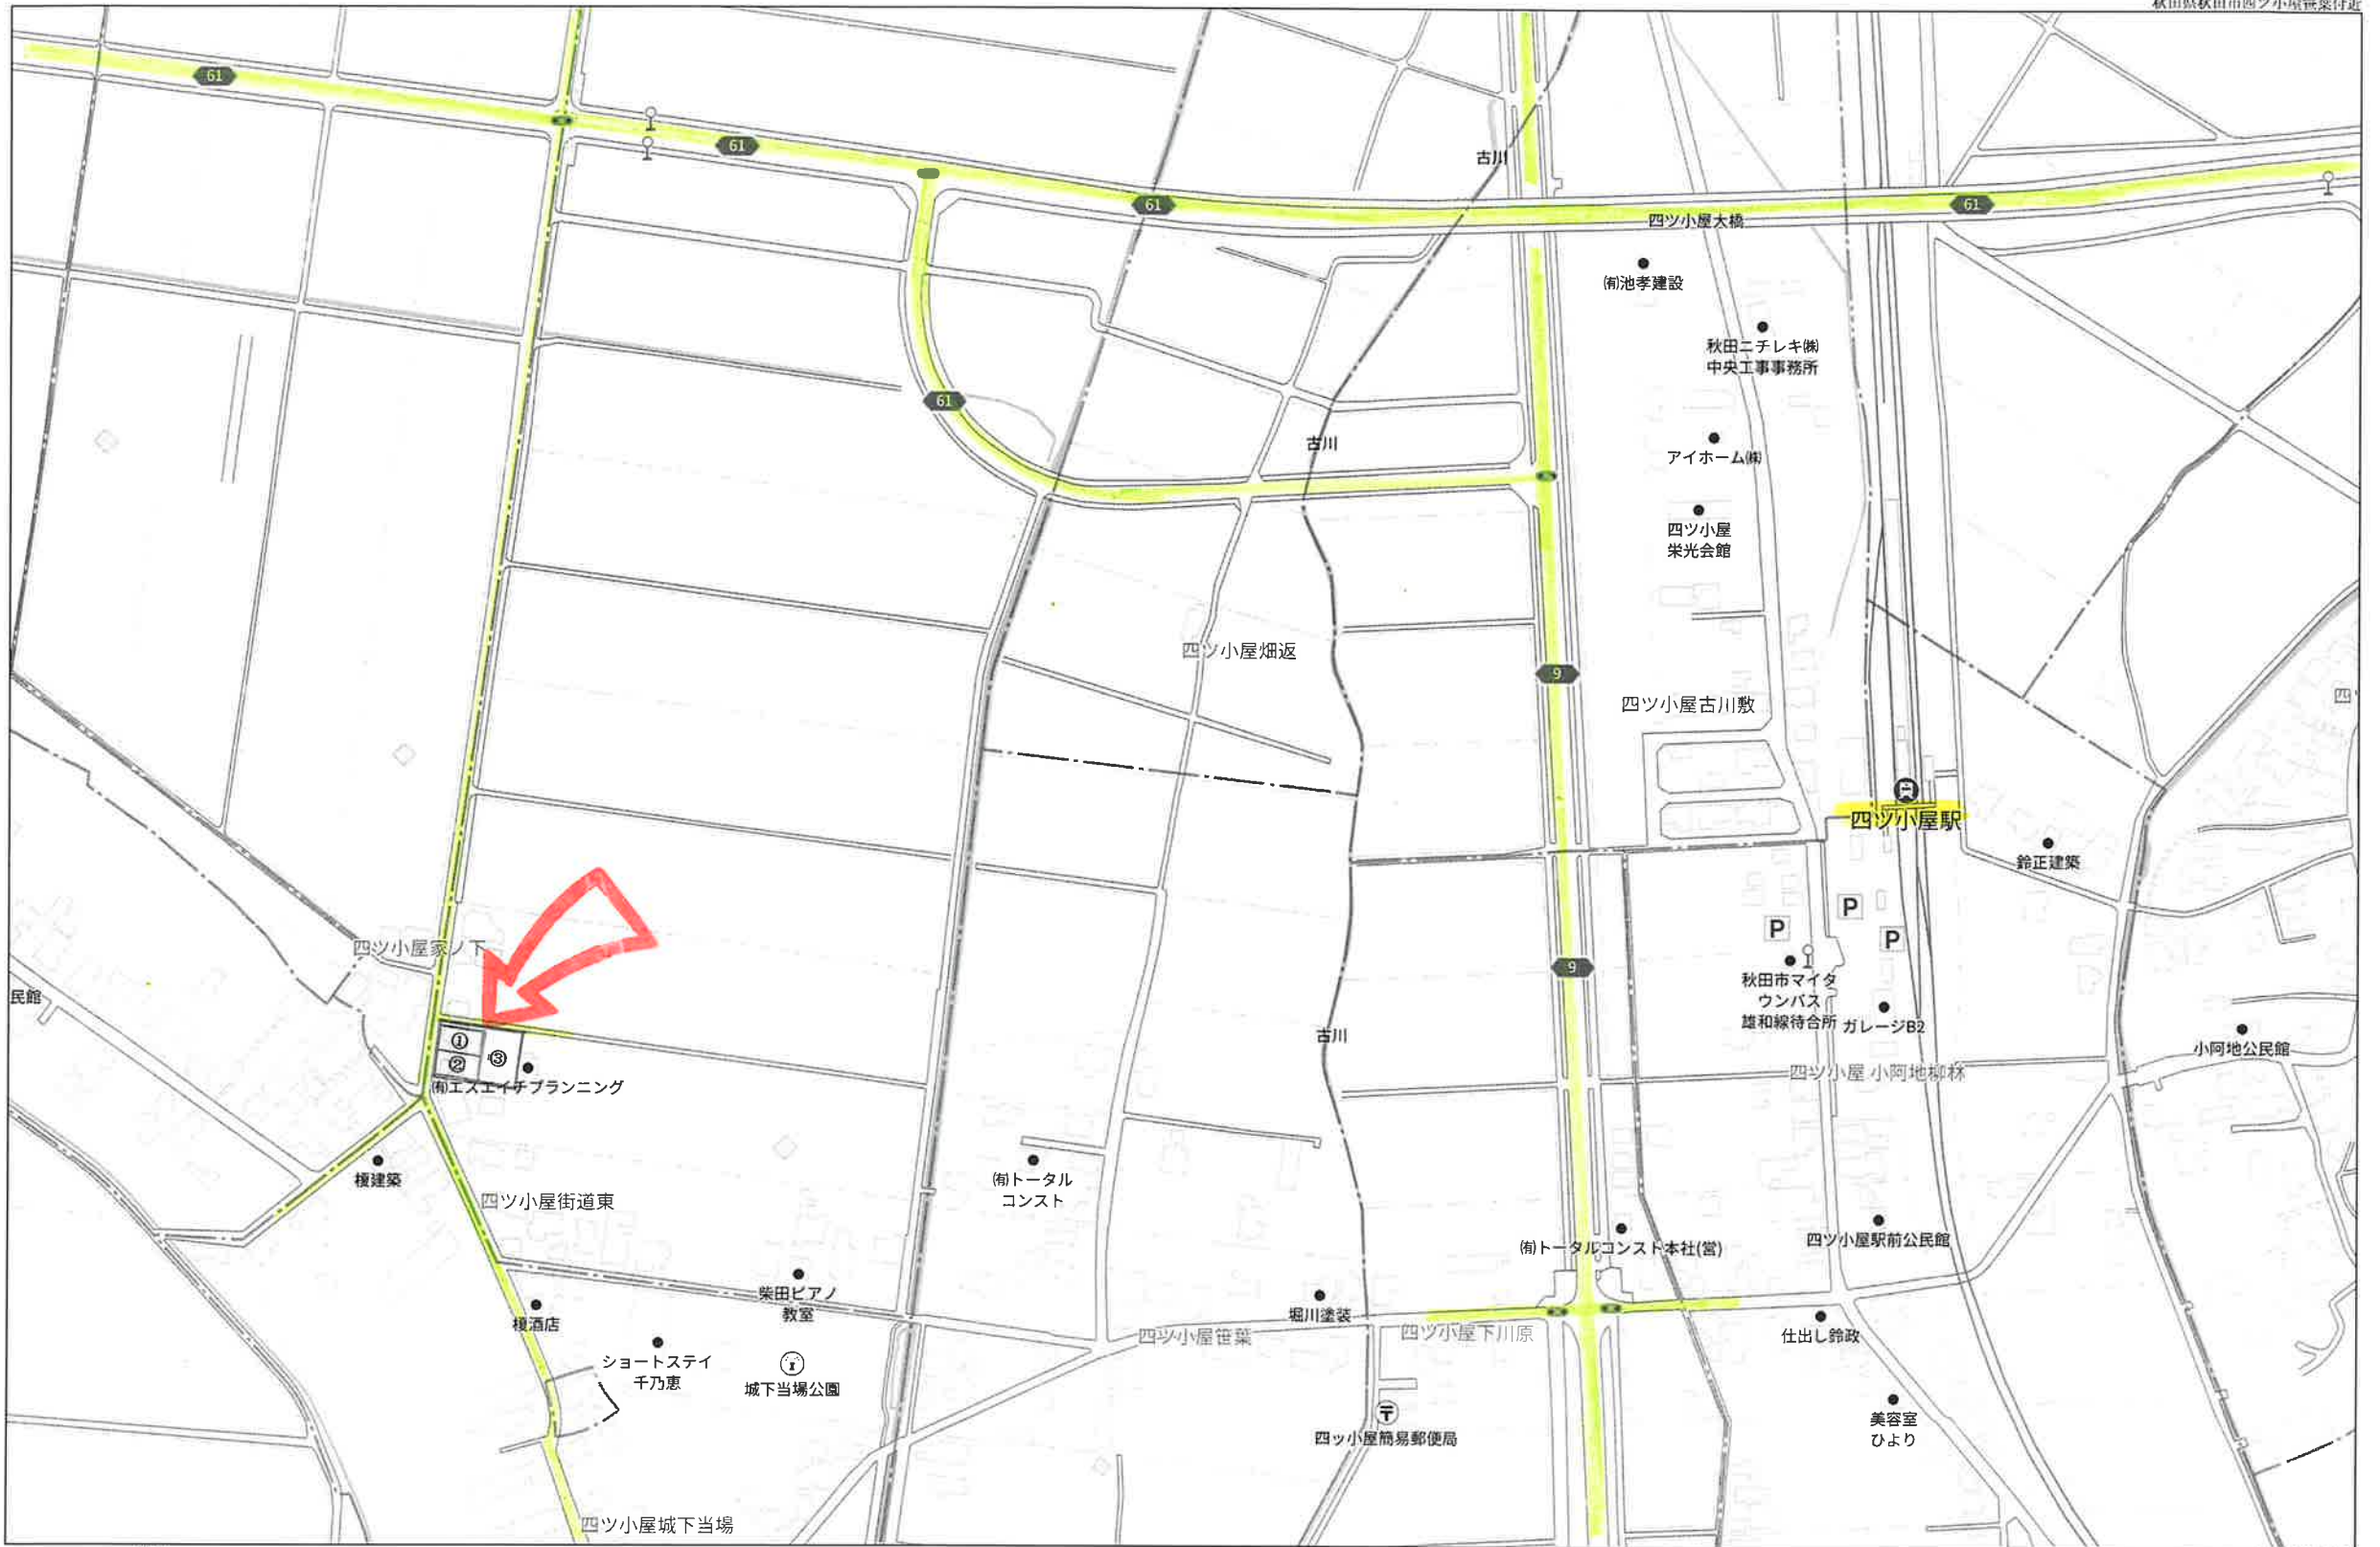 秋田県秋田市四ツ小屋笹葉付近
61
61
61
61
61
古川
四ツ小屋大橋
㈲池孝建設
秋田ニチレキ㈱
中央工事事務所
古川
アイホーム㈱
四ツ小屋
栄光会館
四ツ小屋畑返
9
四ツ小屋古川敷
四
四ツ小屋駅
鈴正建築
P
P
P
四ツ小屋家ノ下
9
秋田市マイタ
ウンバス
雄和線待合所
ガレージB2
民館
①
②
③
㈲エスエイチプランニング
古川
小阿地公民館
四ツ小屋 小阿地柳林
榎建築
㈲トータル
コンスト
四ツ小屋街道東
㈲トータルコンスト本社(営)
四ツ小屋駅前公民館
柴田ピアノ
教室
榎酒店
堀川塗装
四ツ小屋笹葉
四ツ小屋下川原
仕出し鈴政
ショートステイ
千乃恵
城下当場公園
〒
四ッ小屋簡易郵便局
美容室
ひより
四ツ小屋城下当場